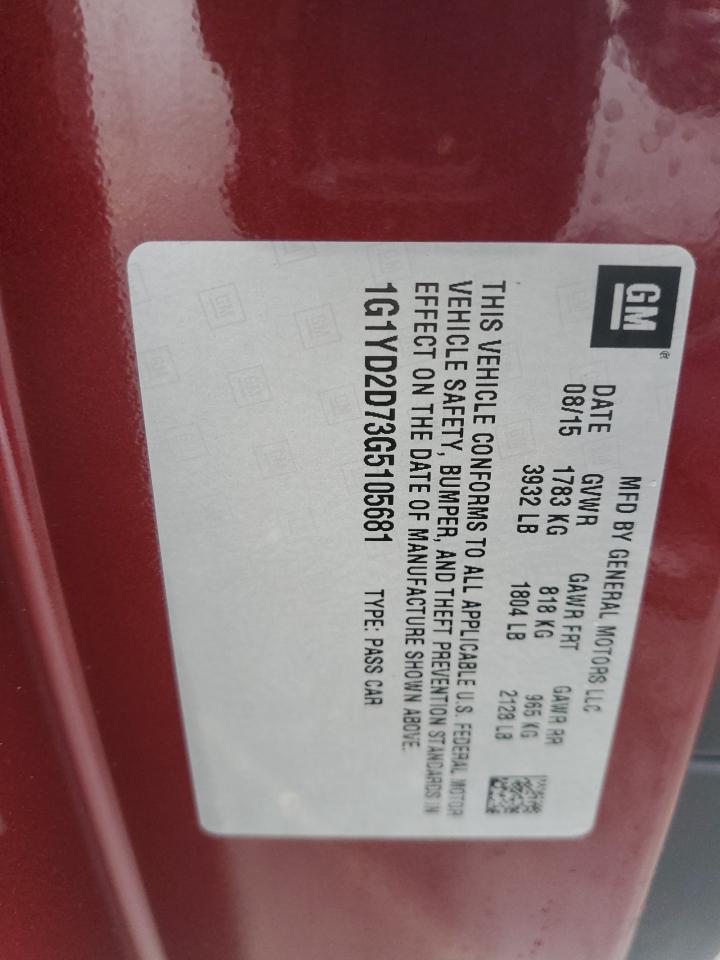 GM®
MFD BY GENERAL MOTORS LLC
DATE GVWR GAWR FRT GAWR RR
08/15 1783 KG 818 KG 965 KG
3932 LB 1804 LB 2128 LB
THIS VEHICLE CONFORMS TO ALL APPLICABLE U.S. FEDERAL MOTOR
VEHICLE SAFETY, BUMPER, AND THEFT PREVENTION STANDARDS IN
EFFECT ON THE DATE OF MANUFACTURE SHOWN ABOVE.
1G1YD2D73G5105681 TYPE: PASS CAR